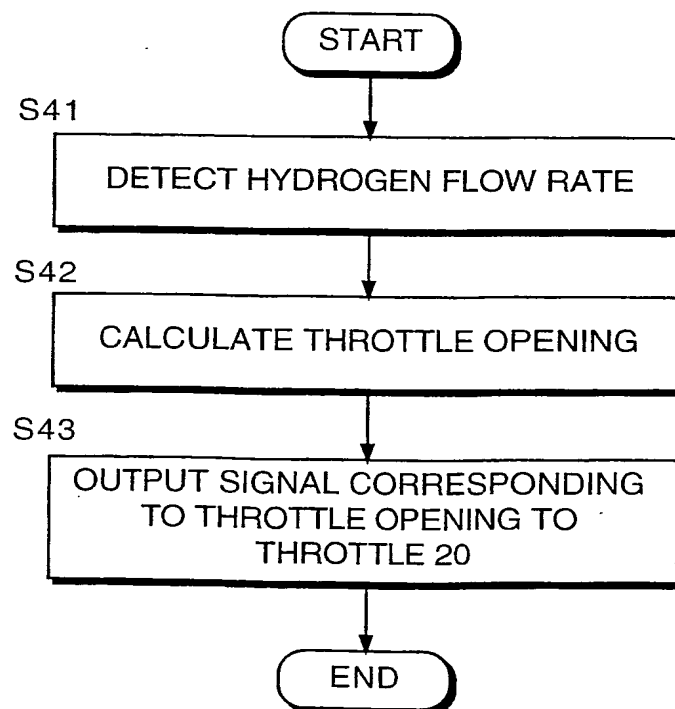 START
S41
DETECT HYDROGEN FLOW RATE
S42
CALCULATE THROTTLE OPENING
S43
OUTPUT SIGNAL CORRESPONDING
TO THROTTLE OPENING TO
THROTTLE 20
END